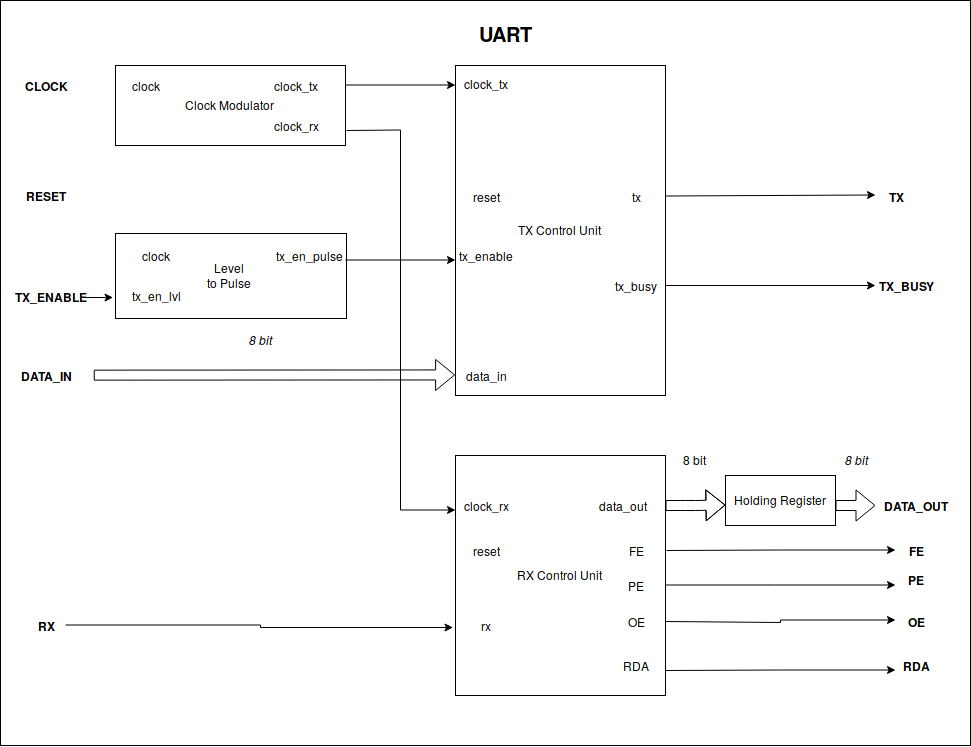 UART
CLOCK
clock
clock_tx
Clock Modulator
clock_rx
clock_tx
RESET
reset
tx
TX
TX Control Unit
clock
tx_en_pulse
Level
to Pulse
tx_enable
TX_ENABLE
tx_en_lvl
tx_busy
TX_BUSY
8 bit
DATA_IN
data_in
8 bit
8 bit
clock_rx
data_out
Holding Register
DATA_OUT
reset
FE
FE
RX Control Unit
PE
PE
RX
rx
OE
OE
RDA
RDA